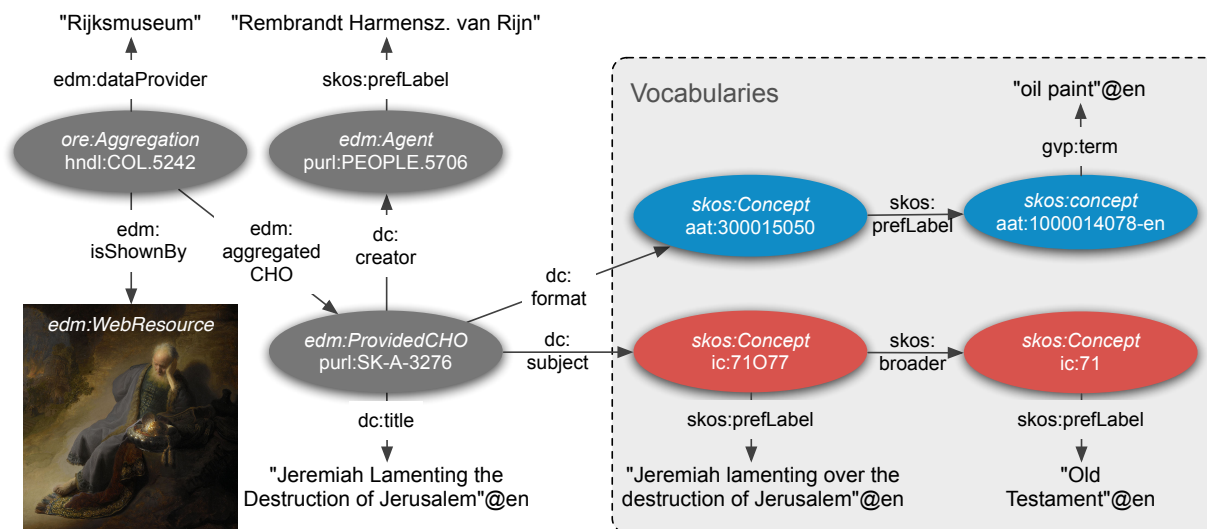 "Rijksmuseum"
"Rembrandt Harmensz. van Rijn"
edm:dataProvider
skos:prefLabel
Vocabularies
"oil paint"@en
ore:Aggregation
hndl:COL.5242
edm:Agent
purl:PEOPLE.5706
gvp:term
skos:Concept
aat:300015050
skos:
prefLabel
skos:concept
aat:1000014078-en
edm:
isShownBy
edm:
aggregated
CHO
dc:
creator
dc:
format
edm:WebResource
edm:ProvidedCHO
purl:SK-A-3276
dc:
subject
skos:Concept
ic:71O77
skos:
broader
skos:Concept
ic:71
dc:title
skos:prefLabel
skos:prefLabel
"Jeremiah Lamenting the
Destruction of Jerusalem"@en
"Jeremiah lamenting over the
destruction of Jerusalem"@en
"Old
Testament"@en